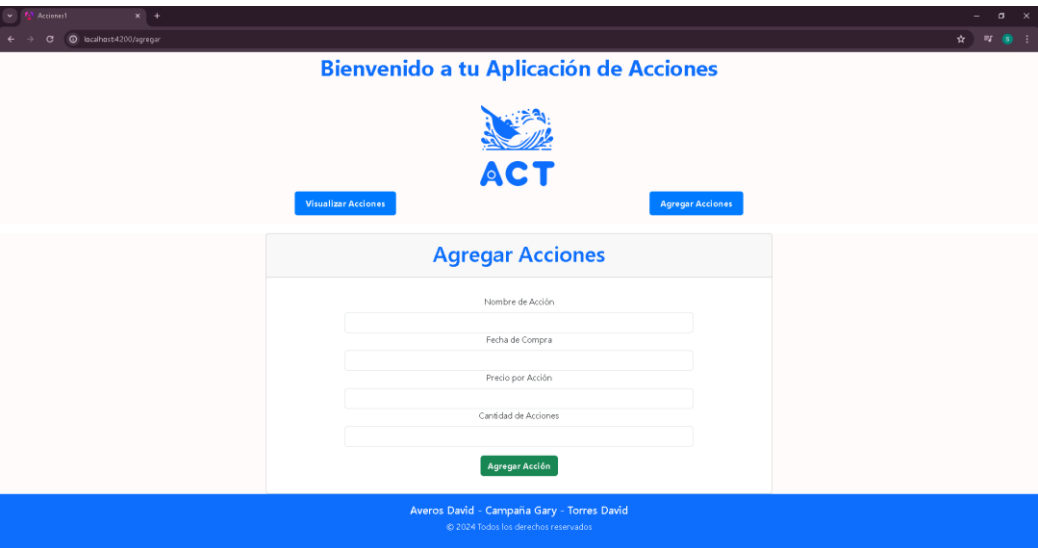 Acciones1
localhost:4200/agregar
S
Bienvenido a tu Aplicación de Acciones
ACT
Visualizar Acciones
Agregar Acciones
Agregar Acciones
Nombre de Acción
Fecha de Compra
Precio por Acción
Cantidad de Acciones
Agregar Acción
Averos David - Campaña Gary - Torres David
© 2024 Todos los derechos reservados